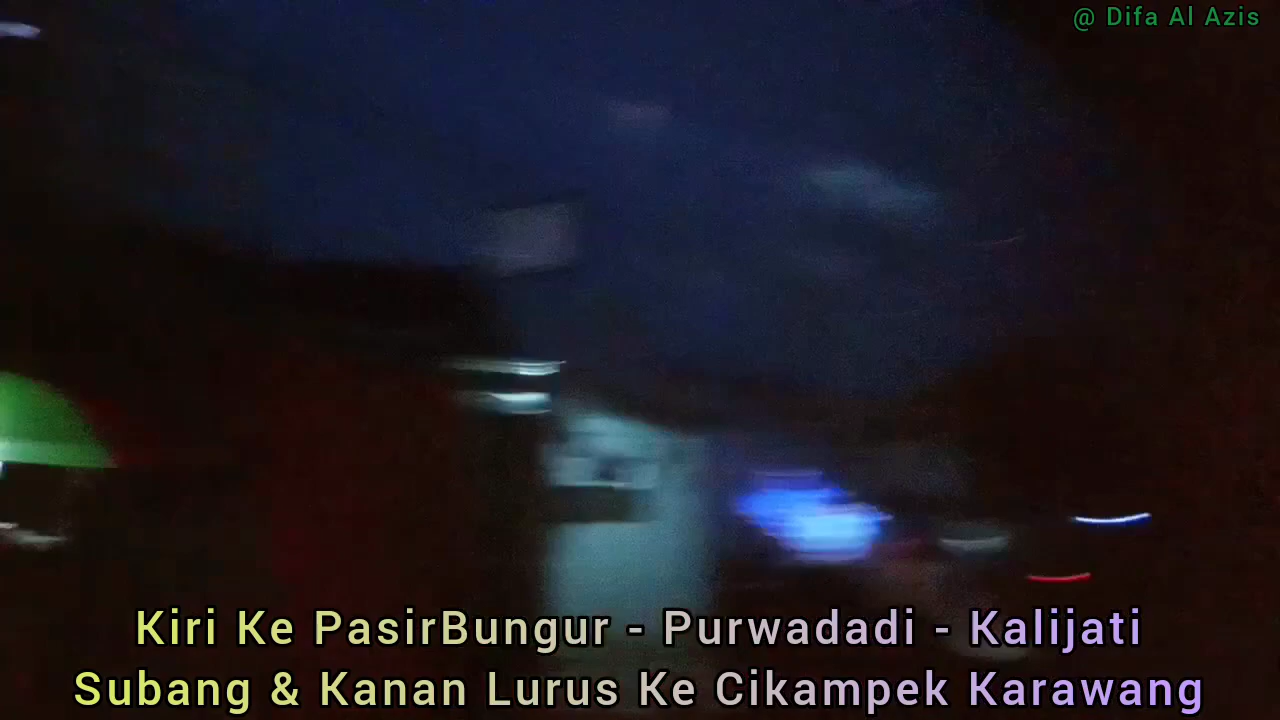 @ Difa Al Azis
Kiri Ke PasirBungur - Purwadadi - Kalijati
Subang & Kanan Lurus Ke Cikampek Karawang